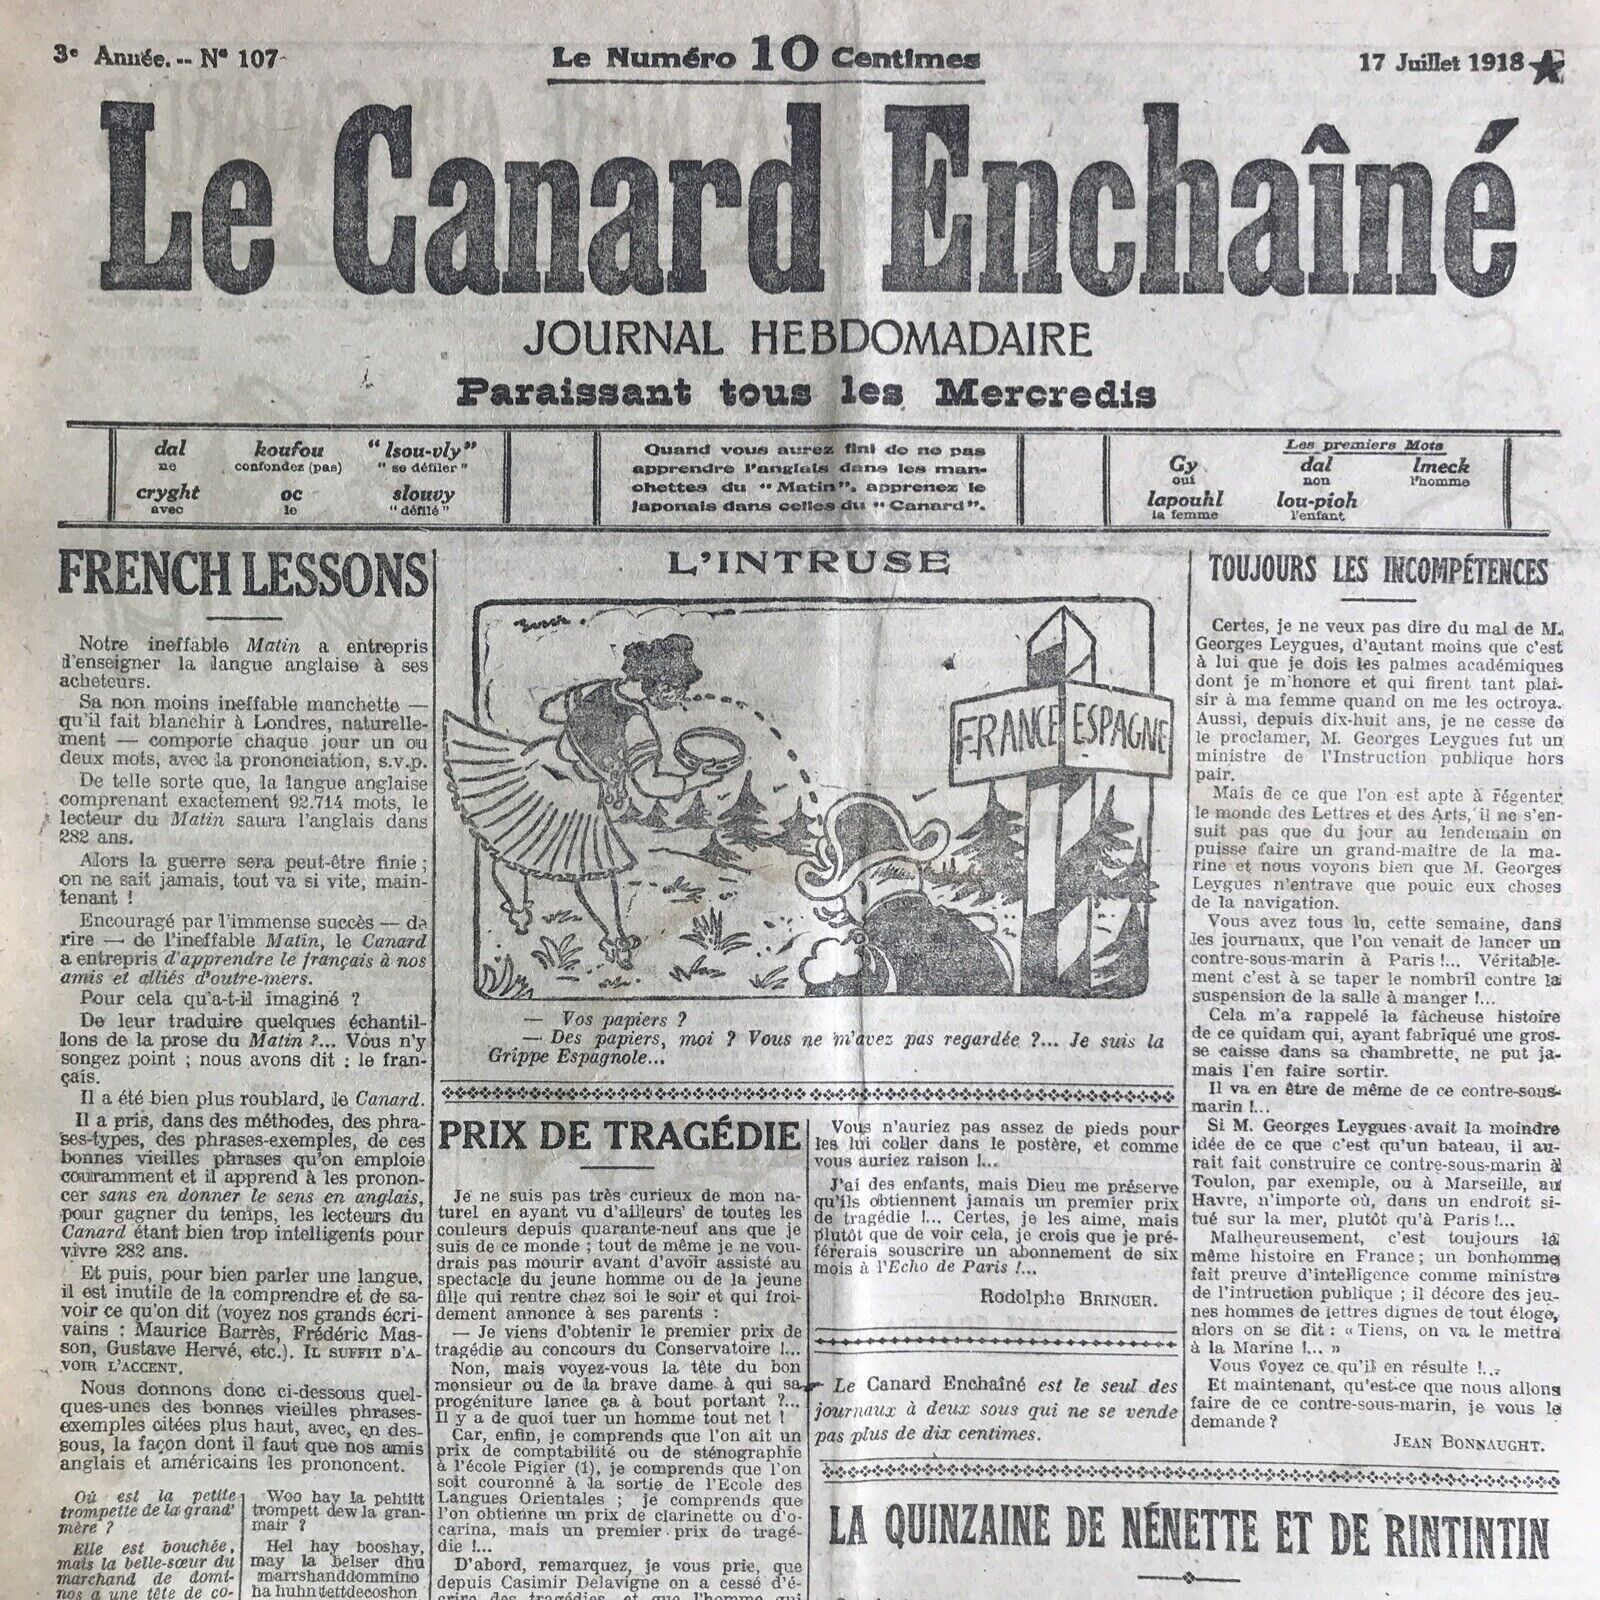 3e Année. -- N° 107
Le Numéro 10 Centimes
17 Juillet 1918
Le Canard Enchaîné
JOURNAL HEBDOMADAIRE
Paraissant tous les Mercredis
dal koufou "lsou-vly"
ne confondez (pas) "se défiler"
cryght oc slouvy
avec le "défilé"
Quand vous aurez fini de ne pas
apprendre l'anglais dans les man-
chettes du "Matin", apprenez le
japonais dans celles du "Canard".
Les premiers Mots
Gy dal lmeck
oui non l'homme
lapouhl lou-pioh
la femme l'enfant
FRENCH LESSONS
Notre ineffable Matin a entrepris
d'enseigner la langue anglaise à ses
acheteurs.
Sa non moins ineffable manchette —
qu'il fait blanchir à Londres, naturelle-
ment — comporte chaque jour un ou
deux mots, avec la prononciation, s.v.p.
De telle sorte que, la langue anglaise
comprenant exactement 92.714 mots, le
lecteur du Matin saura l'anglais dans
282 ans.
Alors la guerre sera peut-être finie ;
on ne sait jamais, tout va si vite, main-
tenant !
Encouragé par l'immense succès — de
rire — de l'ineffable Matin, le Canard
a entrepris d'apprendre le français à nos
amis et alliés d'outre-mers.
Pour cela qu'a-t-il imaginé ?
De leur traduire quelques échantil-
lons de la prose du Matin ?... Vous n'y
songez point ; nous avons dit : le fran-
çais.
Il a été bien plus roublard, le Canard.
Il a pris, dans des méthodes, des phra-
ses-types, des phrases-exemples, de ces
bonnes vieilles phrases qu'on emploie
couramment et il apprend à les pronon-
cer sans en donner le sens en anglais,
pour gagner du temps, les lecteurs du
Canard étant bien trop intelligents pour
vivre 282 ans.
Et puis, pour bien parler une langue,
il est inutile de la comprendre et de sa-
voir ce qu'on dit (voyez nos grands écri-
vains : Maurice Barrès, Frédéric Mas-
son, Gustave Hervé, etc.). IL SUFFIT D'A-
VOIR L'ACCENT.
Nous donnons donc ci-dessous quel-
ques-unes des bonnes vieilles phrases-
exemples citées plus haut, avec, en des-
sous, la façon dont il faut que nos amis
anglais et américains les prononcent.
Où est la petite
trompette de la grand'
mère ?
Elle est bouchée,
mais la belle-sœur du
marchand de domi-
nos a une tête de co-
Woo hay la pehtitt
trompett dew la gran-
mair ?
Hel hay booshay,
may la belser dhu
marrshanddommino
ha huhn tettdecoshon
L'INTRUSE
FRANCE ESPAGNE
— Vos papiers ?
— Des papiers, moi ? Vous ne m'avez pas regardée ?... Je suis la
Grippe Espagnole...
PRIX DE TRAGÉDIE
Je ne suis pas très curieux de mon na-
turel en ayant vu d'ailleurs de toutes les
couleurs depuis quarante-neuf ans que je
suis de ce monde ; tout de même je ne vou-
drais pas mourir avant d'avoir assisté au
spectacle du jeune homme ou de la jeune
fille qui rentre chez soi le soir et qui froi-
dement annonce à ses parents :
— Je viens d'obtenir le premier prix de
tragédie au concours du Conservatoire !...
Non, mais voyez-vous la tête du bon
monsieur ou de la brave dame à qui sa
progéniture lance ça à bout portant ?...
Il y a de quoi tuer un homme tout net !
Car, enfin, je comprends que l'on ait un
prix de comptabilité ou de sténographie
à l'école Pigier (1), je comprends que l'on
soit couronné à la sortie de l'Ecole des
Langues Orientales ; je comprends que
l'on obtienne un prix de clarinette ou d'o-
carina, mais un premier prix de tragé-
die !...
D'abord, remarquez, je vous prie, que
depuis Casimir Delavigne on a cessé d'é-
crire des tragédies, et que l'homme qui
Vous n'auriez pas assez de pieds pour
les lui coller dans le postère, et comme
vous auriez raison !...
J'ai des enfants, mais Dieu me préserve
qu'ils obtiennent jamais un premier prix
de tragédie !... Certes, je les aime, mais
plutôt que de voir cela, je crois que je pré-
férerais souscrire un abonnement de six
mois à l'Echo de Paris !...
Rodolphe BRINGER.
Le Canard Enchaîné est le seul des
journaux à deux sous qui ne se vende
pas plus de dix centimes.
TOUJOURS LES INCOMPÉTENCES
Certes, je ne veux pas dire du mal de M.
Georges Leygues, d'autant moins que c'est
à lui que je dois les palmes académiques
dont je m'honore et qui firent tant plai-
sir à ma femme quand on me les octroya.
Aussi, depuis dix-huit ans, je ne cesse de
le proclamer, M. Georges Leygues fut un
ministre de l'Instruction publique hors
pair.
Mais de ce que l'on est apte à régenter
le monde des Lettres et des Arts, il ne s'en-
suit pas que du jour au lendemain on
puisse faire un grand-maître de la ma-
rine et nous voyons bien que M. Georges
Leygues n'entrave que pouic eux choses
de la navigation.
Vous avez tous lu, cette semaine, dans
les journaux, que l'on venait de lancer un
contre-sous-marin à Paris !... Véritable-
ment c'est à se taper le nombril contre la
suspension de la salle à manger !...
Cela m'a rappelé la fâcheuse histoire
de ce quidam qui, ayant fabriqué une gros-
se caisse dans sa chambrette, ne put ja-
mais l'en faire sortir.
Il va en être de même de ce contre-sous-
marin !...
Si M. Georges Leygues avait la moindre
idée de ce que c'est qu'un bateau, il au-
rait fait construire ce contre-sous-marin à
Toulon, par exemple, ou à Marseille, au
Havre, n'importe où, dans un endroit si-
tué sur la mer, plutôt qu'à Paris !...
Malheureusement, c'est toujours la
même histoire en France ; un bonhomme
fait preuve d'intelligence comme ministre
de l'intruction publique ; il décore des jeu-
nes hommes de lettres dignes de tout éloge,
alors on se dit : « Tiens, on va le mettre
à la Marine !... »
Vous voyez ce qu'il en résulte !...
Et maintenant, qu'est-ce que nous allons
faire de ce contre-sous-marin, je vous le
demande ?
JEAN BONNAUGHT.
LA QUINZAINE DE NÉNETTE ET DE RINTINTIN